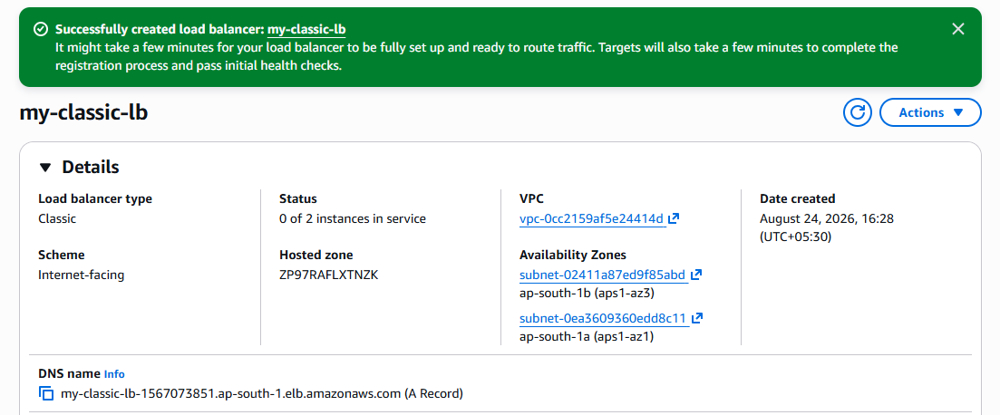 Successfully created load balancer: my-classic-lb
It might take a few minutes for your load balancer to be fully set up and ready to route traffic. Targets will also take a few minutes to complete the
registration process and pass initial health checks.
my-classic-lb
Actions
Details
Load balancer type
Classic
Scheme
Internet-facing
Status
0 of 2 instances in service
Hosted zone
ZP97RAFLXTNZK
VPC
vpc-0cc2159af5e24414d
Availability Zones
subnet-02411a87ed9f85abd
ap-south-1b (aps1-az3)
subnet-0ea3609360edd8c11
ap-south-1a (aps1-az1)
Date created
August 24, 2026, 16:28
(UTC+05:30)
DNS name Info
my-classic-lb-1567073851.ap-south-1.elb.amazonaws.com (A Record)